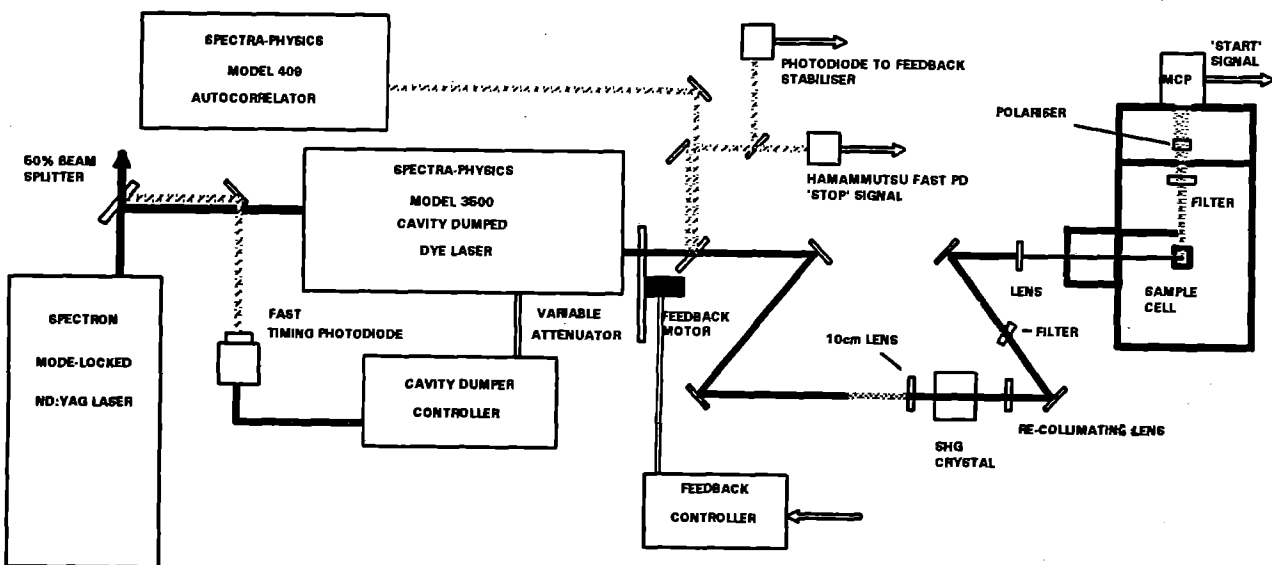 SPECTRA-PHYSICS
MODEL 409
AUTOCORRELATOR
PHOTODIODE TO FEEDBACK
STABILISER
'START'
SIGNAL
MCP
POLARISER
50% BEAM
SPLITTER
SPECTRA-PHYSICS
MODEL 3500
CAVITY DUMPED
DYE LASER
HAMAMMUTSU FAST PD
'STOP' SIGNAL
FILTER
SPECTRON
MODE-LOCKED
ND:YAG LASER
FAST
TIMING PHOTODIODE
VARIABLE
ATTENUATOR
FEEDBACK
MOTOR
LENS
SAMPLE
CELL
FILTER
10cm LENS
CAVITY DUMPER
CONTROLLER
RE-COLLIMATING LENS
SHG
CRYSTAL
FEEDBACK
CONTROLLER